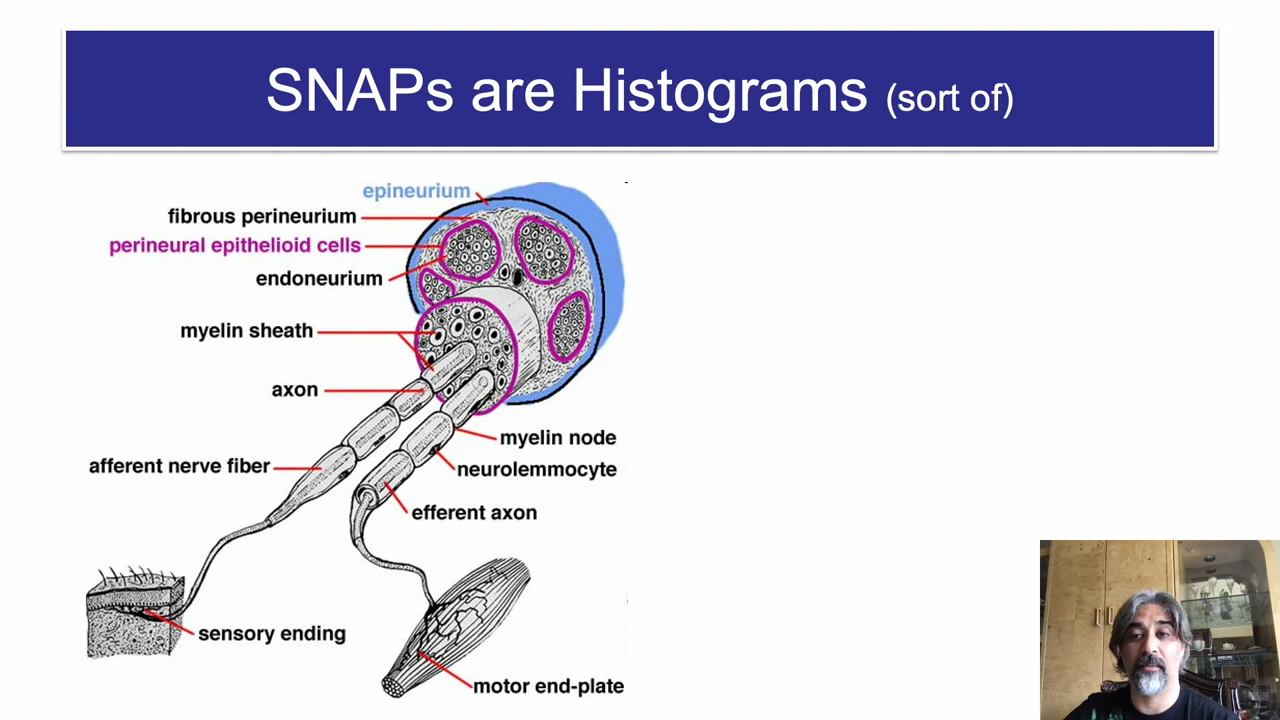 SNAPs are Histograms (sort of)
epineurium
fibrous perineurium
perineural epithelioid cells
endoneurium
myelin sheath
axon
myelin node
afferent nerve fiber
neurolemmocyte
efferent axon
sensory ending
motor end-plate